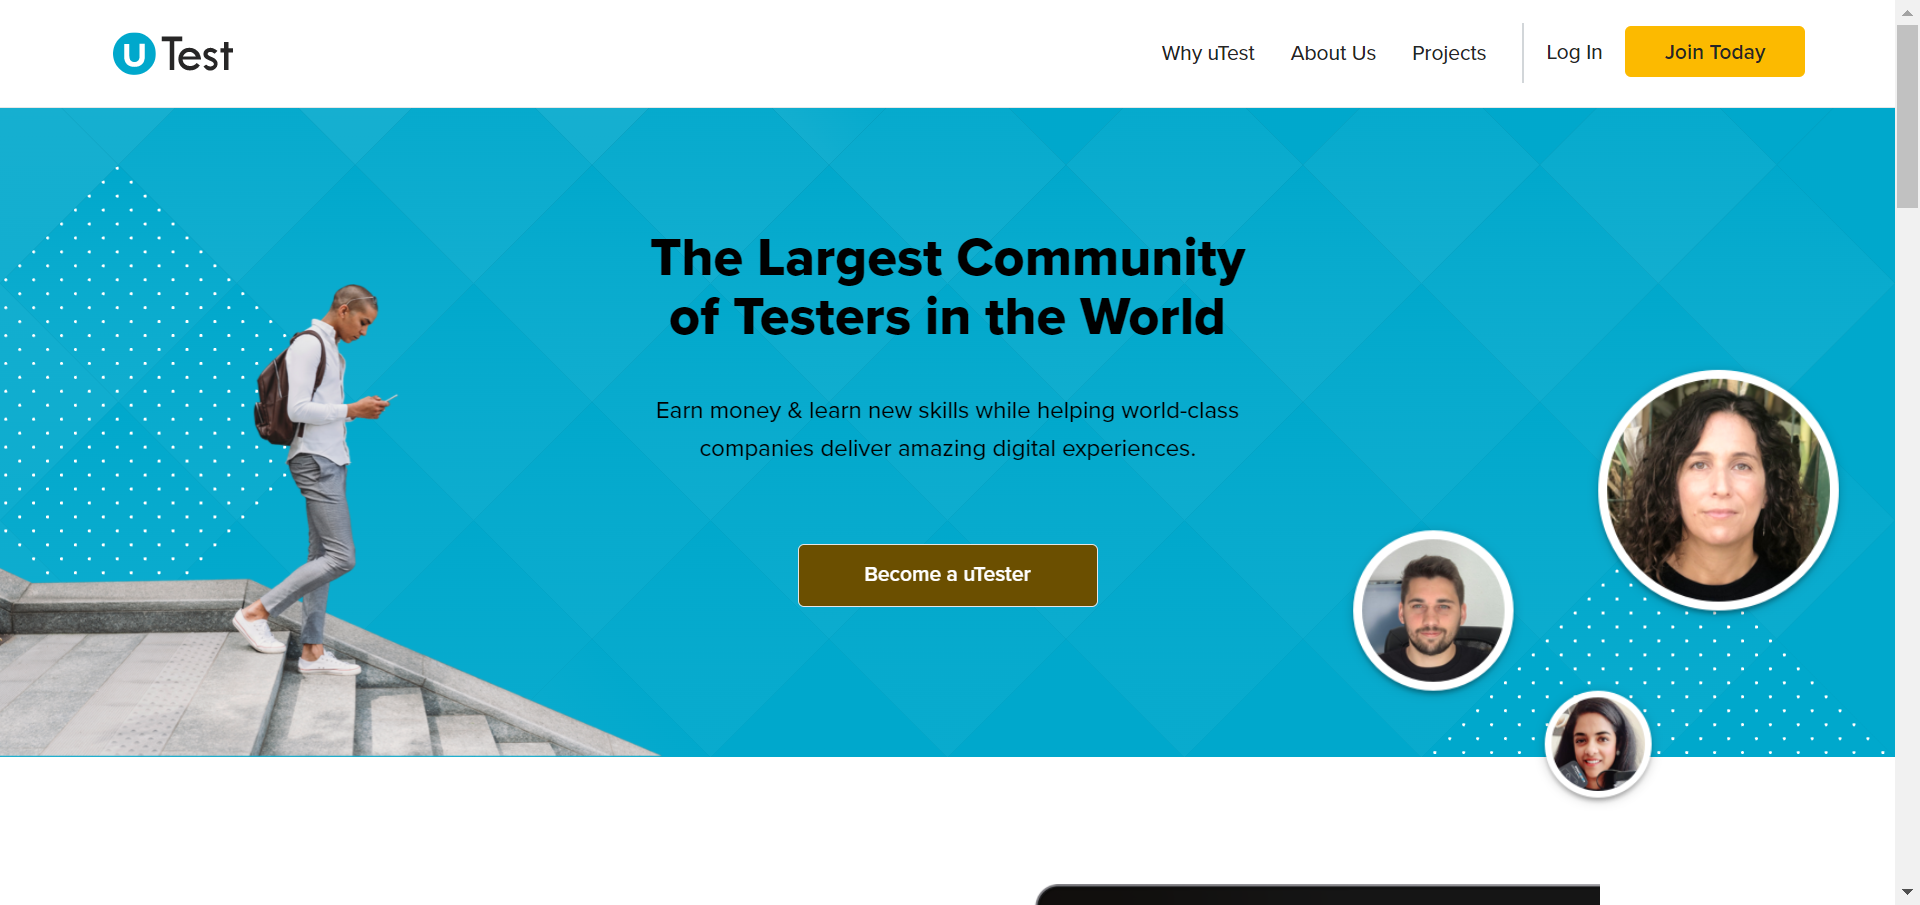 uTest
Why uTest
About Us
Projects
Log In
Join Today
The Largest Community
of Testers in the World
Earn money & learn new skills while helping world-class
companies deliver amazing digital experiences.
Become a uTester